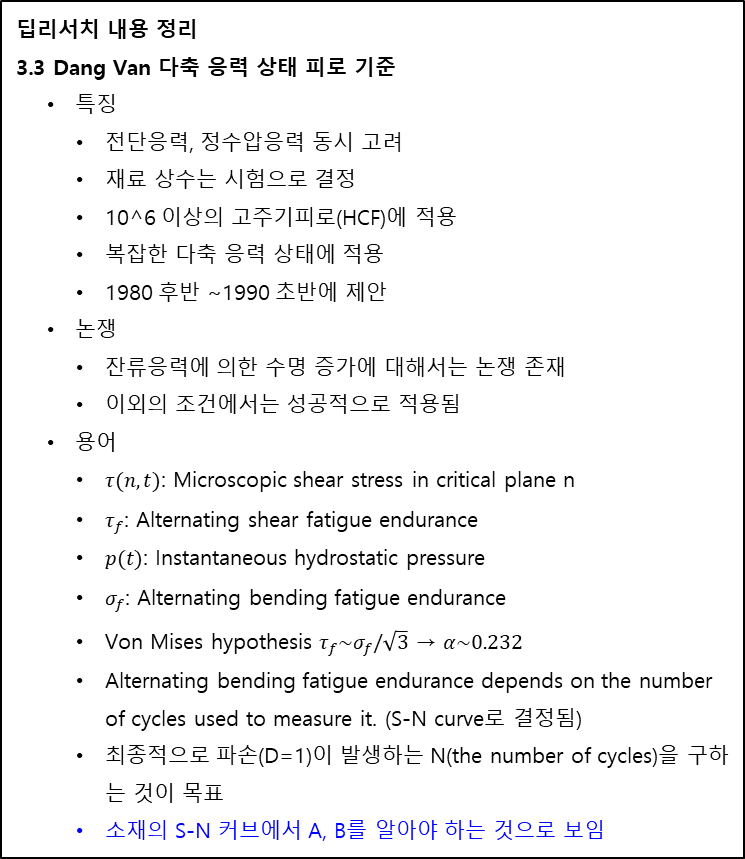 딥리서치 내용 정리
3.3 Dang Van 다축 응력 상태 피로 기준
• 특징
• 전단응력, 정수압응력 동시 고려
• 재료 상수는 시험으로 결정
• 10^6 이상의 고주기피로(HCF)에 적용
• 복잡한 다축 응력 상태에 적용
• 1980 후반 ~1990 초반에 제안
• 논쟁
• 잔류응력에 의한 수명 증가에 대해서는 논쟁 존재
• 이외의 조건에서는 성공적으로 적용됨
• 용어
• 𝜏(𝑛,𝑡): Microscopic shear stress in critical plane n
• 𝜏𝑓: Alternating shear fatigue endurance
• 𝑝(𝑡): Instantaneous hydrostatic pressure
• 𝜎𝑓: Alternating bending fatigue endurance
• Von Mises hypothesis 𝜏𝑓~𝜎𝑓/√3 → 𝛼~0.232
• Alternating bending fatigue endurance depends on the number
of cycles used to measure it. (S-N curve로 결정됨)
• 최종적으로 파손(D=1)이 발생하는 N(the number of cycles)을 구하
는 것이 목표
• 소재의 S-N 커브에서 A, B를 알아야 하는 것으로 보임